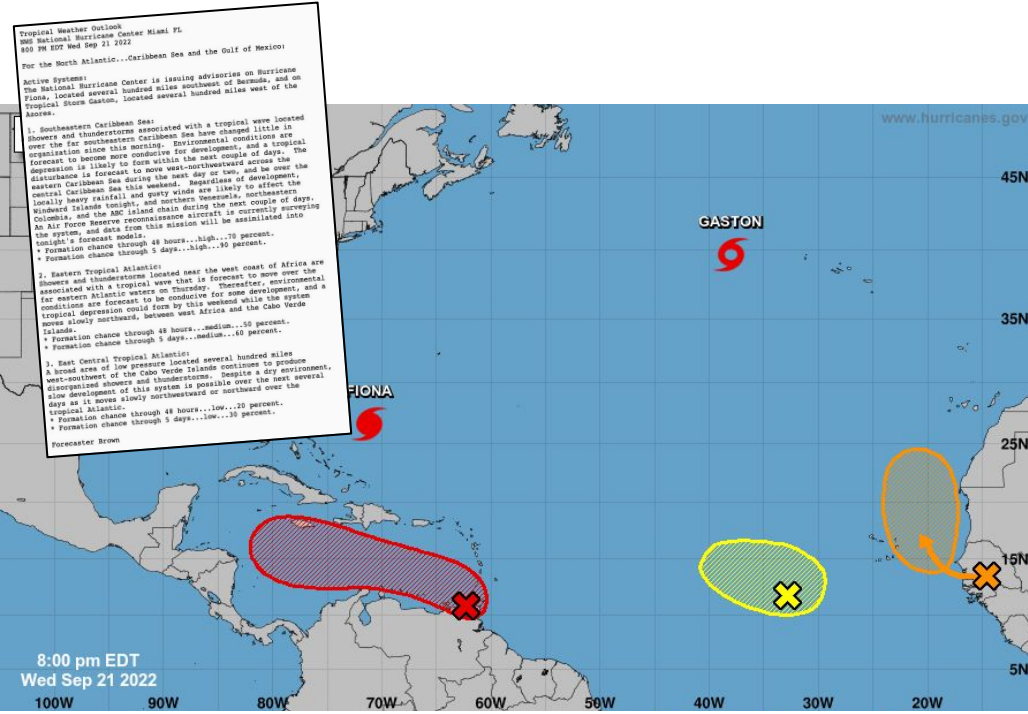 Tropical Weather Outlook
NWS National Hurricane Center Miami FL
800 PM EDT Wed Sep 21 2022
For the North Atlantic...Caribbean Sea and the Gulf of Mexico:
Active Systems:
The National Hurricane Center is issuing advisories on Hurricane
Fiona, located several hundred miles southwest of Bermuda, and on
Tropical Storm Gaston, located several hundred miles west of the
Azores.
1. Southeastern Caribbean Sea:
Showers and thunderstorms associated with a tropical wave located
over the far southeastern Caribbean Sea have changed little in
organization since this morning.  Environmental conditions are
forecast to become more conducive for development, and a tropical
depression is likely to form within the next couple of days.  The
disturbance is forecast to move west-northwestward across the
eastern Caribbean Sea during the next day or two, and be over the
central Caribbean Sea this weekend.  Regardless of development,
locally heavy rainfall and gusty winds are likely to affect the
Windward Islands tonight, and northern Venezuela, northeastern
Colombia, and the ABC island chain during the next couple of days.
An Air Force Reserve reconnaissance aircraft is currently surveying
the system, and data from this mission will be assimilated into
tonight's forecast models.
* Formation chance through 48 hours...high...70 percent.
* Formation chance through 5 days...high...90 percent.
2. Eastern Tropical Atlantic:
Showers and thunderstorms located near the west coast of Africa are
associated with a tropical wave that is forecast to move over the
far eastern Atlantic waters on Thursday.  Thereafter, environmental
conditions are forecast to be conducive for some development, and a
tropical depression could form by this weekend while the system
moves slowly northward, between west Africa and the Cabo Verde
Islands.
* Formation chance through 48 hours...medium...50 percent.
* Formation chance through 5 days...medium...60 percent.
3. East Central Tropical Atlantic:
A broad area of low pressure located several hundred miles
west-southwest of the Cabo Verde Islands continues to produce
disorganized showers and thunderstorms.  Despite a dry environment,
slow development of this system is possible over the next several
days as it moves slowly northwestward or northward over the
tropical Atlantic.
* Formation chance through 48 hours...low...20 percent.
* Formation chance through 5 days...low...30 percent.
Forecaster Brown
www.hurricanes.gov
45N
GASTON
35N
FIONA
25N
15N
5N
8:00 pm EDT
Wed Sep 21 2022
100W 90W 80W 70W 60W 50W 40W 30W 20W